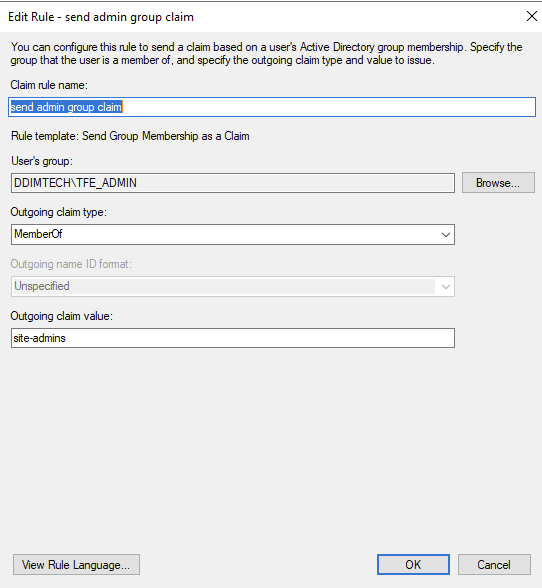 Edit Rule - send admin group claim
You can configure this rule to send a claim based on a user's Active Directory group membership. Specify the
group that the user is a member of, and specify the outgoing claim type and value to issue.
Claim rule name:
send admin group claim
Rule template: Send Group Membership as a Claim
User's group:
DDIMTECH\TFE_ADMIN
Browse...
Outgoing claim type:
MemberOf
Outgoing name ID format:
Unspecified
Outgoing claim value:
site-admins
View Rule Language...
OK
Cancel